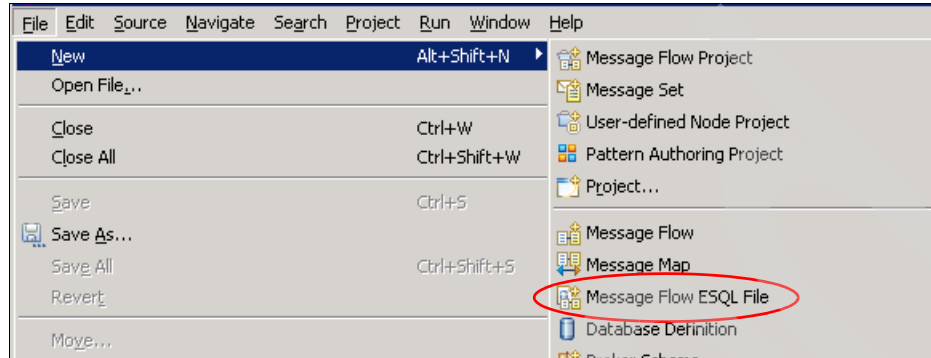 File Edit Source Navigate Search Project Run Window Help
New Alt+Shift+N
Open File...
Close Ctrl+W
Close All Ctrl+Shift+W
Save Ctrl+S
Save As...
Save All Ctrl+Shift+S
Revert
Move...
Message Flow Project
Message Set
User-defined Node Project
Pattern Authoring Project
Project...
Message Flow
Message Map
Message Flow ESQL File
Database Definition
Broker Schema